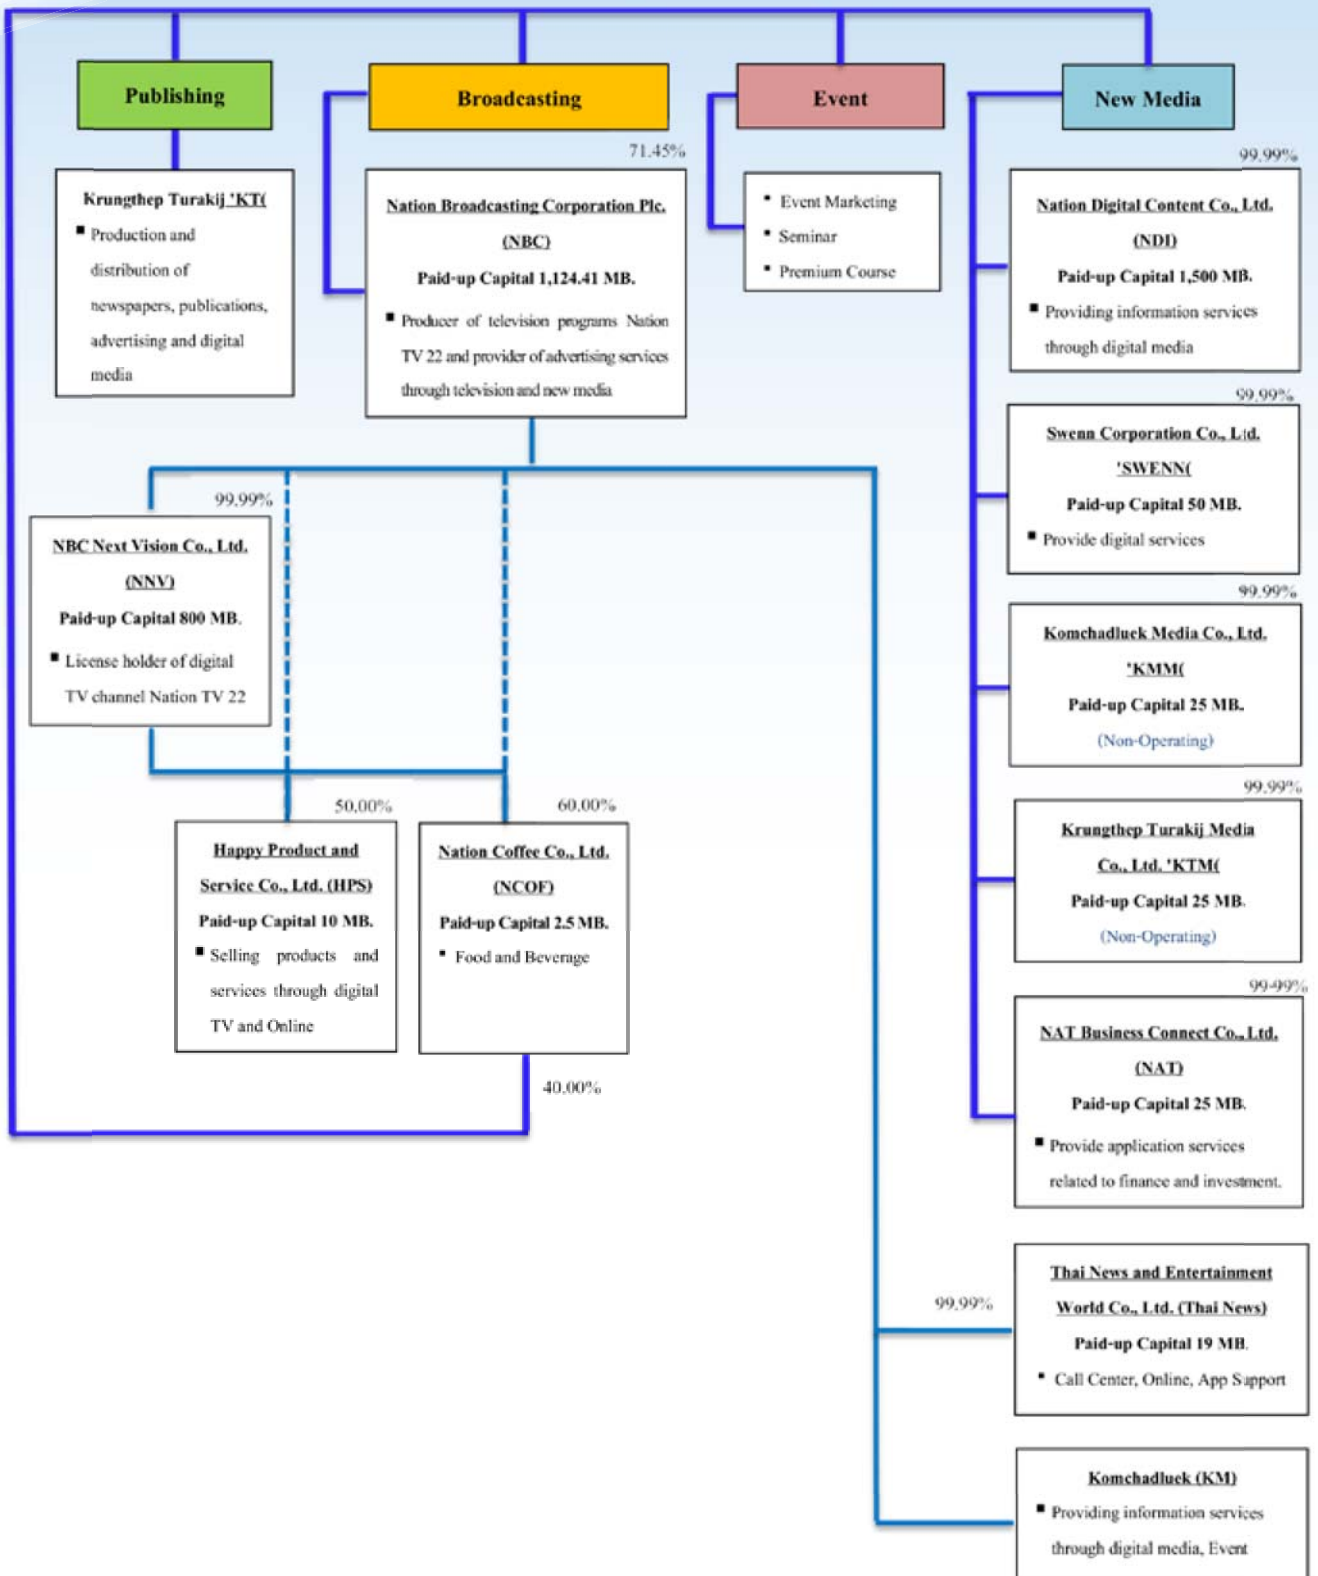 Publishing
Broadcasting
Event
New Media
Krungthep Turakij 'KT(
▪ Production and
distribution of
newspapers, publications,
advertising and digital
media
71.45%
Nation Broadcasting Corporation Plc.
(NBC)
Paid-up Capital 1,124.41 MB.
▪ Producer of television programs Nation
TV 22 and provider of advertising services
through television and new media
▪ Event Marketing
▪ Seminar
▪ Premium Course
99.99%
Nation Digital Content Co., Ltd.
(NDI)
Paid-up Capital 1,500 MB.
▪ Providing information services
through digital media
99.99%
Swenn Corporation Co., Ltd.
'SWENN(
Paid-up Capital 50 MB.
▪ Provide digital services
99.99%
Komchadluek Media Co., Ltd.
'KMM(
Paid-up Capital 25 MB.
(Non-Operating)
99.99%
Krungthep Turakij Media
Co., Ltd. 'KTM(
Paid-up Capital 25 MB.
(Non-Operating)
99-99%
NAT Business Connect Co., Ltd.
(NAT)
Paid-up Capital 25 MB.
▪ Provide application services
related to finance and investment.
99.99%
NBC Next Vision Co., Ltd.
(NNV)
Paid-up Capital 800 MB.
▪ License holder of digital
TV channel Nation TV 22
50.00%
Happy Product and
Service Co., Ltd. (HPS)
Paid-up Capital 10 MB.
▪ Selling products and
services through digital
TV and Online
60.00%
Nation Coffee Co., Ltd.
(NCOF)
Paid-up Capital 2.5 MB.
▪ Food and Beverage
40.00%
99.99%
Thai News and Entertainment
World Co., Ltd. (Thai News)
Paid-up Capital 19 MB.
▪ Call Center, Online, App Support
Komchadluek (KM)
▪ Providing information services
through digital media, Event